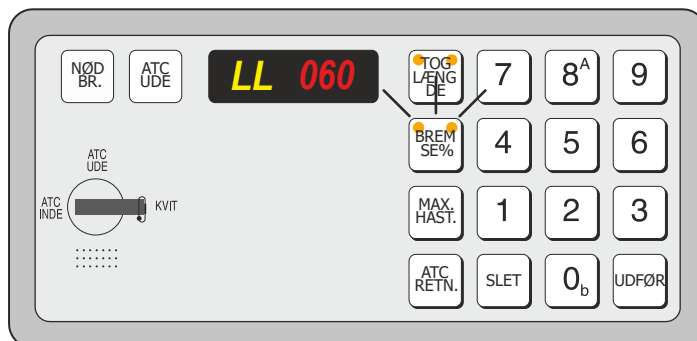 NØD
BR.
ATC
UDE
LL 060
TOG
LÆNG
DE
7
8A
9
BREM
SE%
4
5
6
ATC
UDE
ATC
INDE
KVIT
MAX.
HAST.
1
2
3
ATC
RETN.
SLET
0b
UDFØR